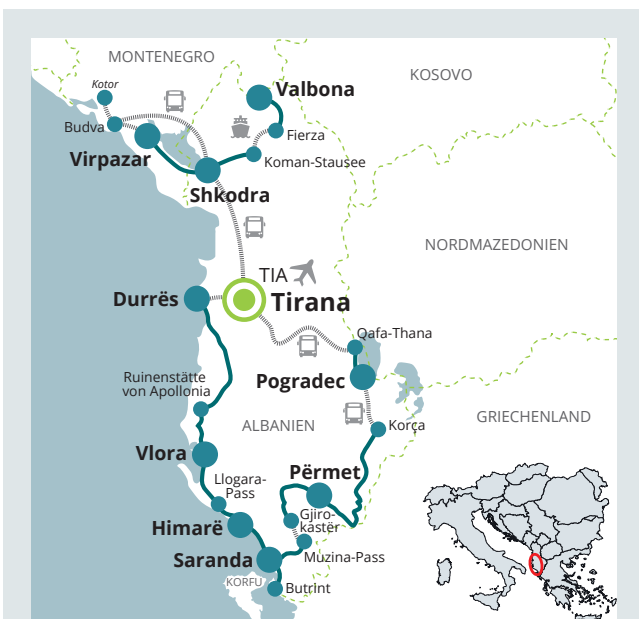 MONTENEGRO
KOSOVO
Kotor
Valbona
Budva
Fierza
Virpazar
Koman-Stausee
Shkodra
NORDMAZEDONIEN
TIA
Durrës
Tirana
Qafa-Thana
Ruinenstätte
von Apollonia
Pogradec
ALBANIEN
GRIECHENLAND
Korça
Vlora
Përmet
Llogara-
Pass
Gjiro-
kastër
Himarë
Saranda
Muzina-Pass
KORFU
Butrint